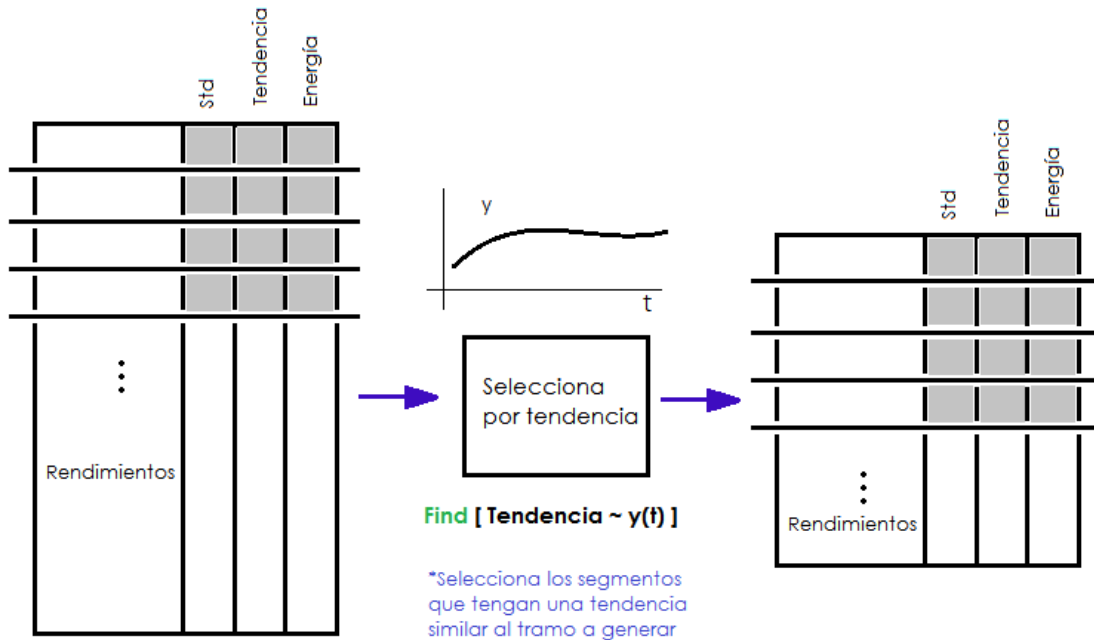 Std
Tendencia
Energía
Rendimientos
y
t
Selecciona
por tendencia
Find [ Tendencia ~ y(t) ]
*Selecciona los segmentos
que tengan una tendencia
similar al tramo a generar
Std
Tendencia
Energía
Rendimientos